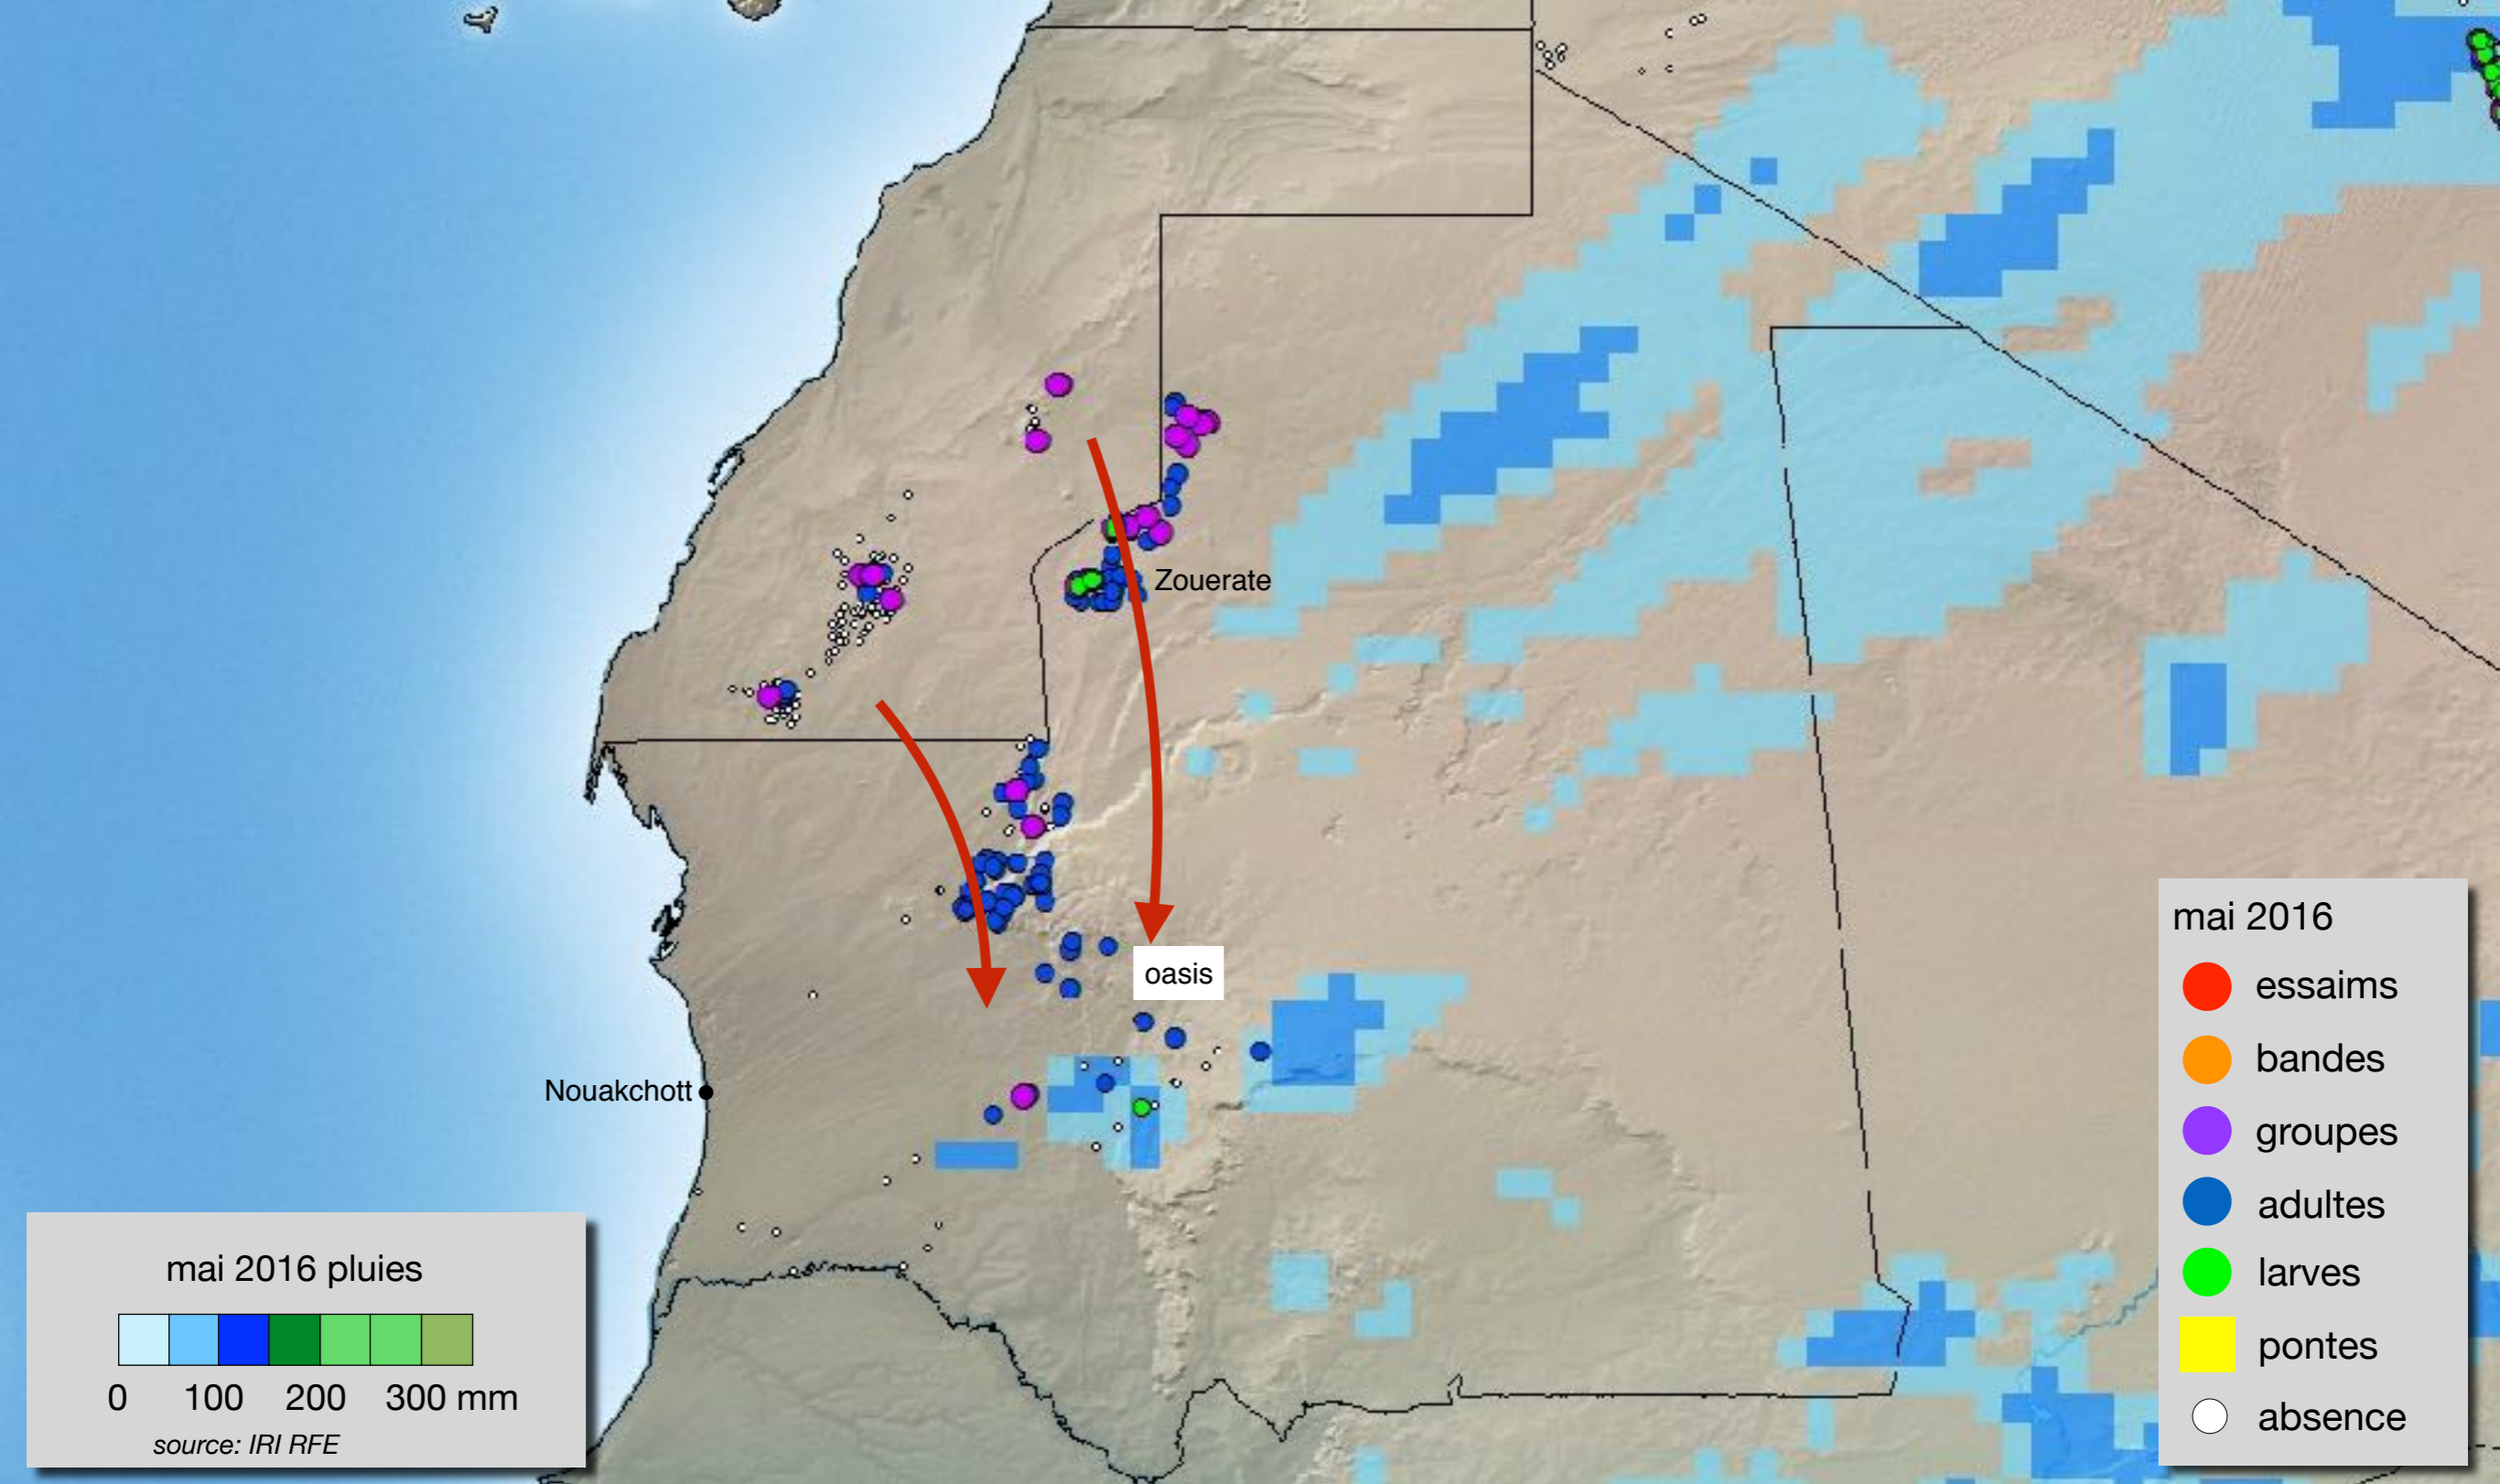 Zouerate
oasis
Nouakchott
mai 2016
essaims
bandes
groupes
adultes
larves
pontes
absence
mai 2016 pluies
0 100 200 300 mm
source: IRI RFE